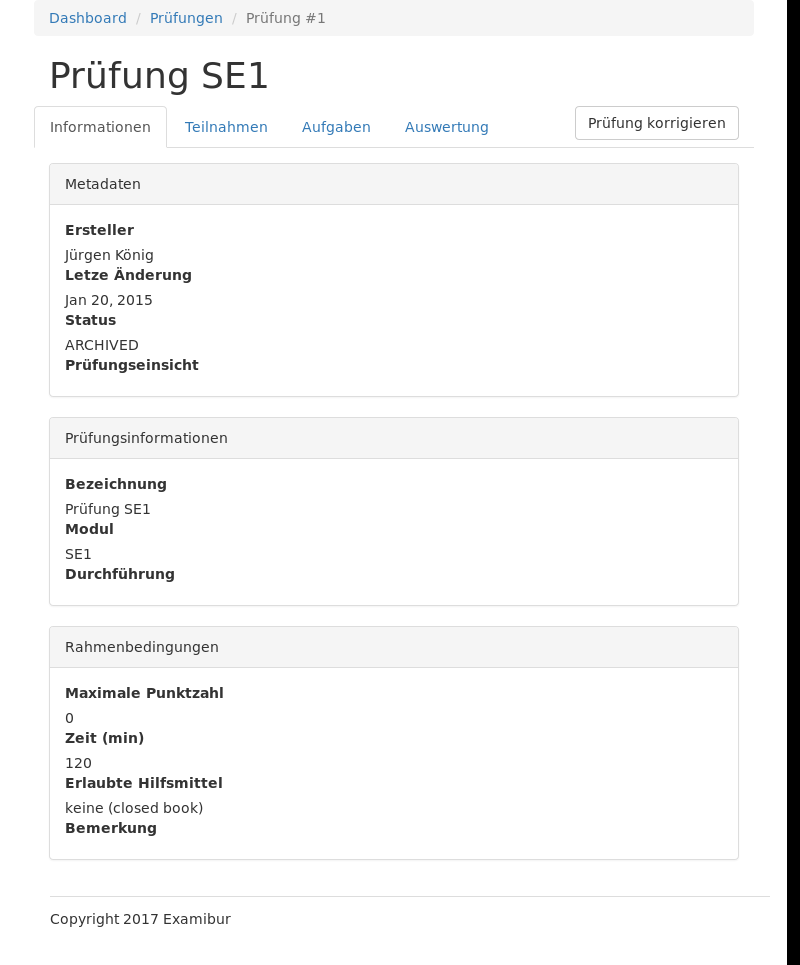 Dashboard / Prüfungen / Prüfung #1
Prüfung SE1
Informationen Teilnahmen Aufgaben Auswertung Prüfung korrigieren
Metadaten
Ersteller
Jürgen König
Letze Änderung
Jan 20, 2015
Status
ARCHIVED
Prüfungseinsicht
Prüfungsinformationen
Bezeichnung
Prüfung SE1
Modul
SE1
Durchführung
Rahmenbedingungen
Maximale Punktzahl
0
Zeit (min)
120
Erlaubte Hilfsmittel
keine (closed book)
Bemerkung
Copyright 2017 Examibur